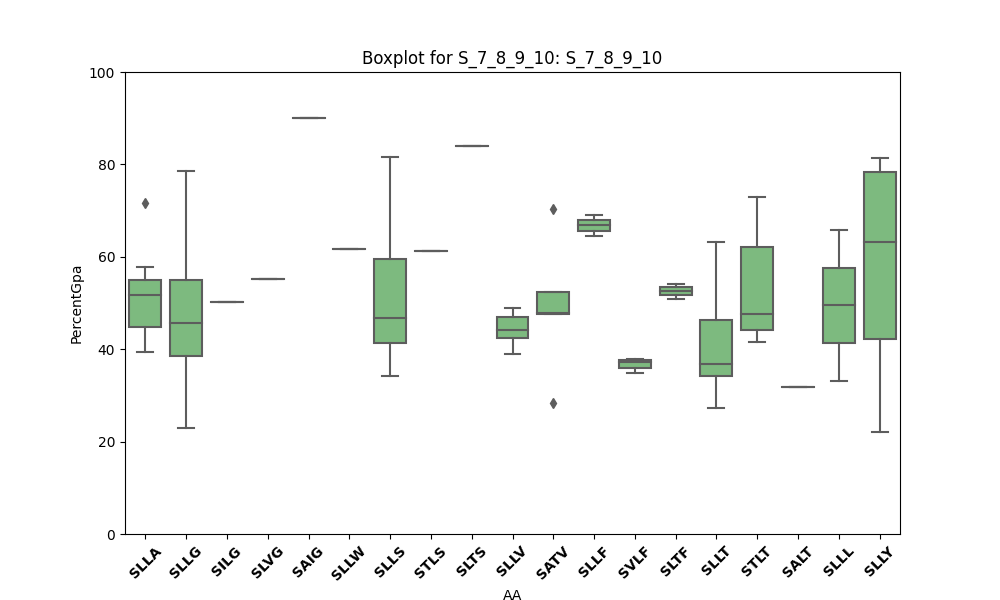 Boxplot for S_7_8_9_10: S_7_8_9_10
PercentGpa
100
80
60
40
20
0
SLLA SLLG SILG SLVG SAIG SLLW SLLS STLS SLTS SLLV SATV SLLF SVLF SLTF SLLT STLT SALT SLLL SLLY
AA